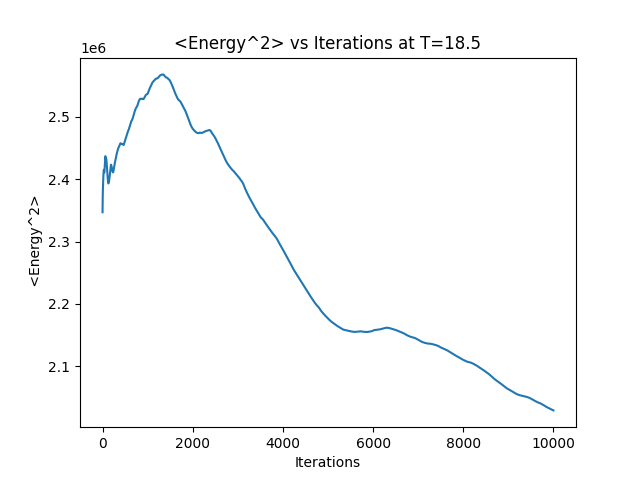 <Energy^2> vs Iterations at T=18.5
1e6
2.5
2.4
2.3
2.2
2.1
<Energy^2>
0 2000 4000 6000 8000 10000
Iterations